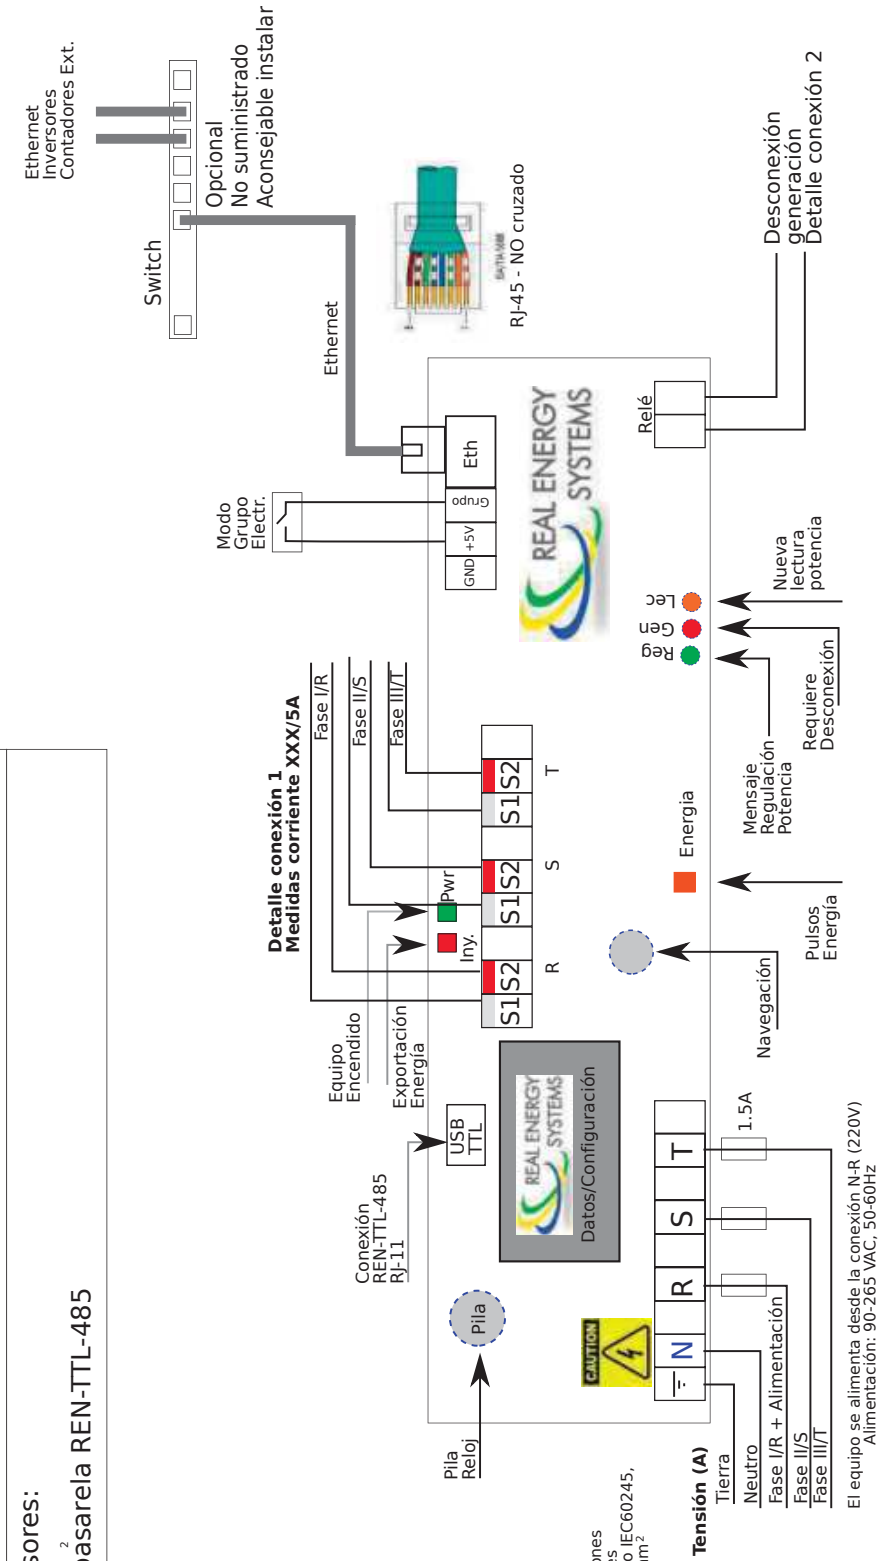 Ethernet
Inversores
Contadores Ext.
Switch
Opcional
No suministrado
Aconsejable instalar
Ethernet
RJ-45 - NO cruzado
Modo
Grupo
Electr.
GND
+5V
Grupo
Eth
REAL ENERGY
SYSTEMS
Relé
Desconexión
generación
Detalle conexión 2
Reg
Gen
Lec
Nueva
lectura
potencia
Requiere
Desconexión
Mensaje
Regulación
Potencia
Detalle conexión 1
Medidas corriente XXX/5A
Fase I/R
Fase II/S
Fase III/T
S1 S2
S1 S2
S1 S2
R
S
T
Iny.
Pwr
Equipo
Encendido
Exportación
Energía
Energia
Pulsos
Energía
Navegación
Conexión
REN-TTL-485
RJ-11
USB
TTL
REAL ENERGY
SYSTEMS
Datos/Configuración
Pila
Pila
Reloj
CAUTION
N
R
S
T
1.5A
Tensión (A)
Tierra
Neutro
Fase I/R + Alimentación
Fase II/S
Fase III/T
El equipo se alimenta desde la conexión N-R (220V)
Alimentación: 90-265 VAC, 50-60Hz
sores:
2
pasarela REN-TTL-485
ones
es
o IEC60245,
mm²